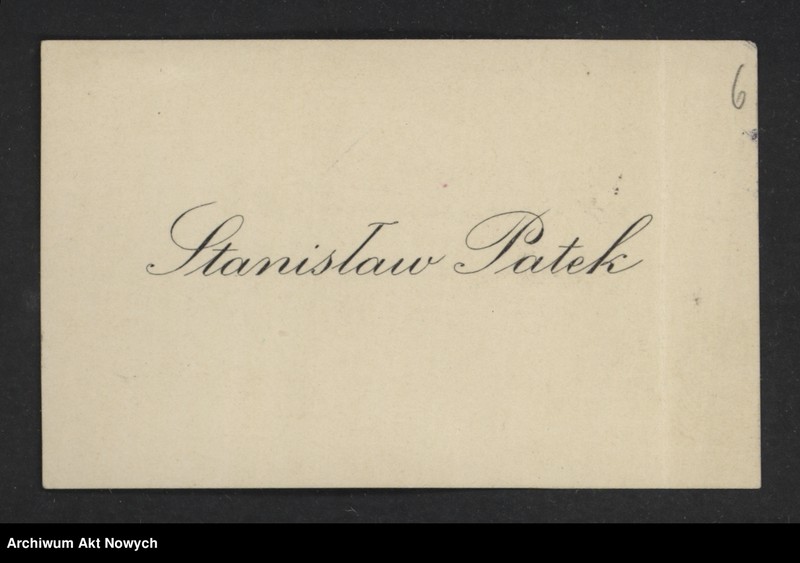 6
Stanisław Patek
Archiwum Akt Nowych